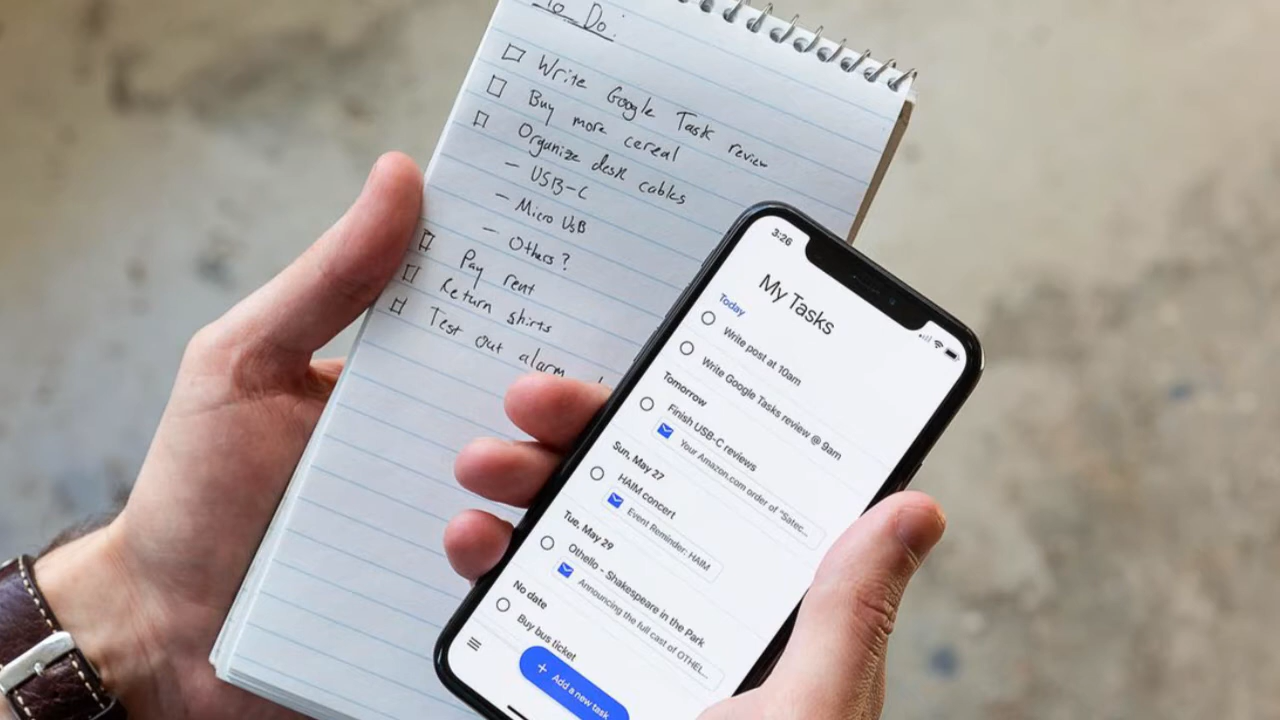 To Do:
Write Google Task review
Buy more cereal
Organize desk cables
- USB-C
- Micro USB
- Others?
Pay rent
Return shirts
Test out alarm
3:26
My Tasks
Today
Write post at 10am
Write Google Tasks review @ 9am
Tomorrow
Finish USB-C reviews
Your Amazon.com order of "Satec...
Sun, May 27
HAIM concert
Event Reminder: HAIM
Tue, May 29
Othello - Shakespeare in the Park
Announcing the full cast of OTHEL...
No date
Buy bus ticket
+ Add a new task